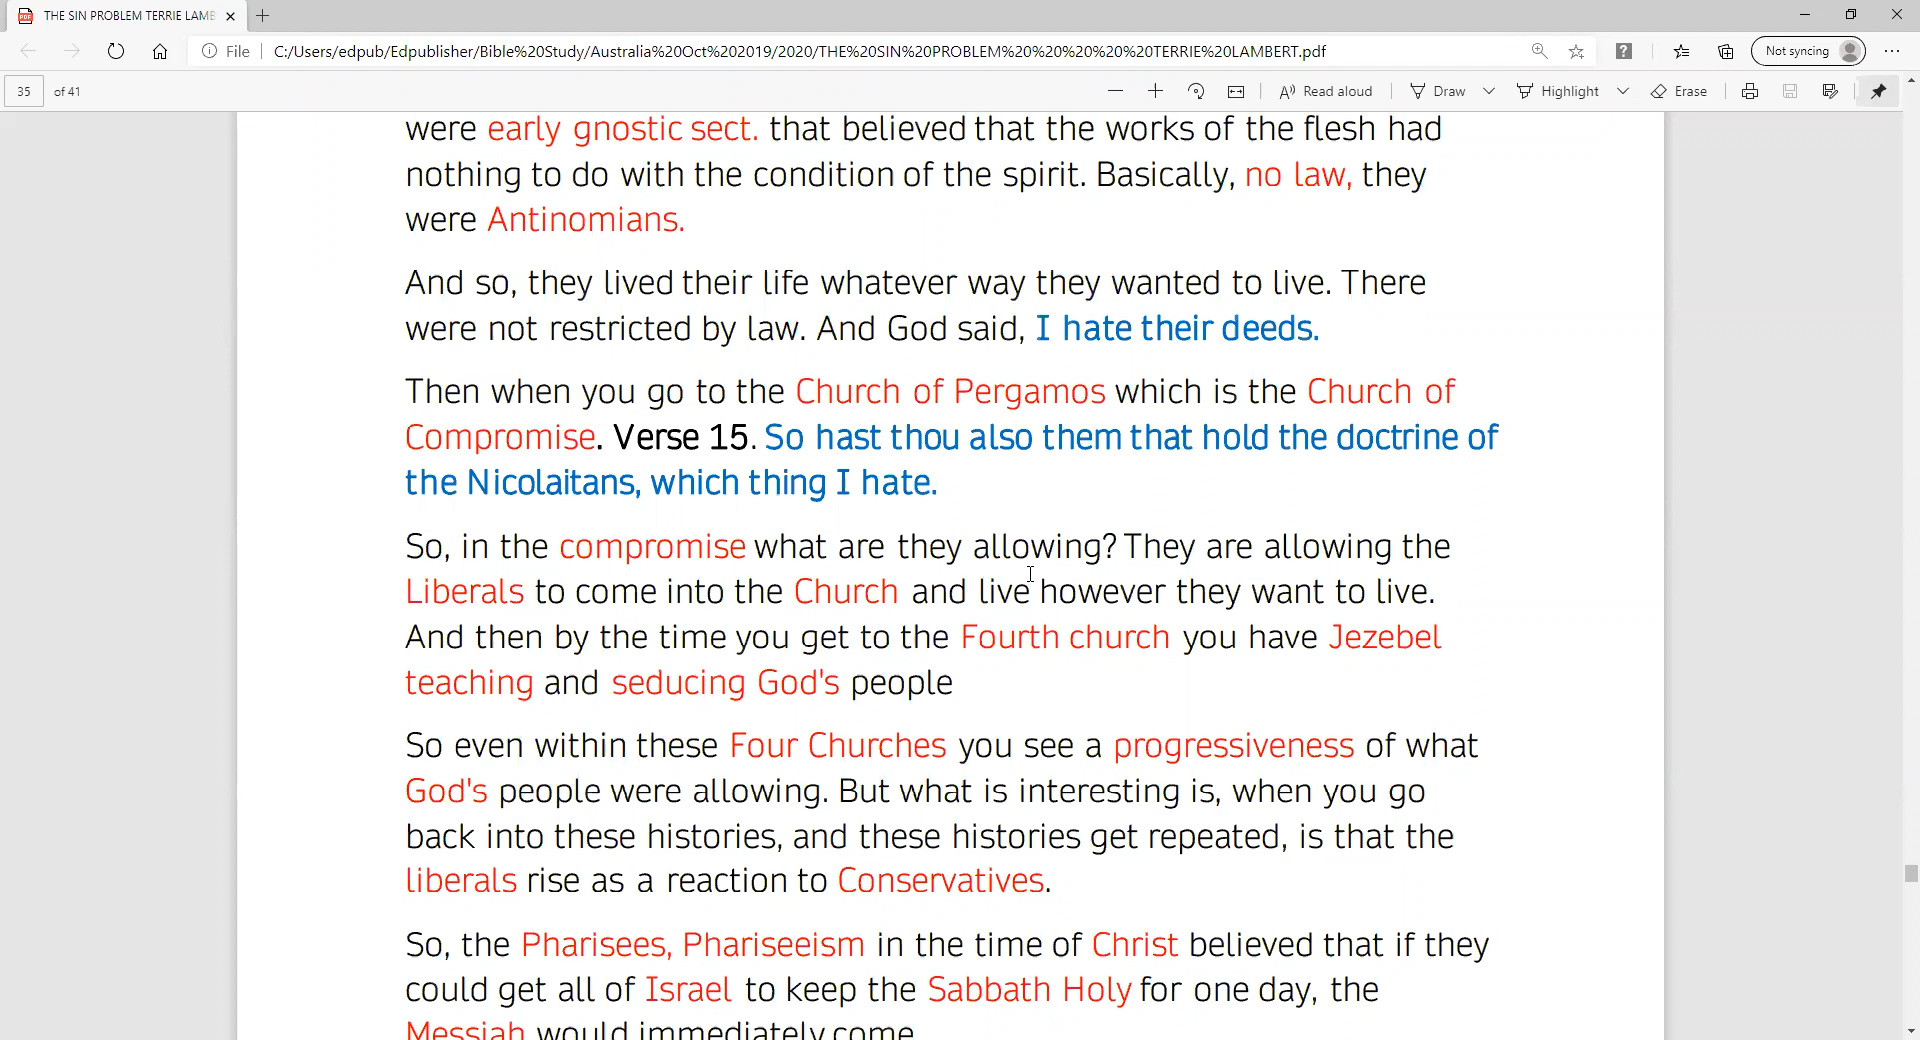 THE SIN PROBLEM TERRIE LAMB
File
C:/Users/edpub/Edpublisher/Bible%20Study/Australia%20Oct%202019/2020/THE%20SIN%20PROBLEM%20%20%20%20%20TERRIE%20LAMBERT.pdf
Not syncing
35 of 41
Read aloud
Draw
Highlight
Erase
were early gnostic sect. that believed that the works of the flesh had
nothing to do with the condition of the spirit. Basically, no law, they
were Antinomians.
And so, they lived their life whatever way they wanted to live. There
were not restricted by law. And God said, I hate their deeds.
Then when you go to the Church of Pergamos which is the Church of
Compromise. Verse 15. So hast thou also them that hold the doctrine of
the Nicolaitans, which thing I hate.
So, in the compromise what are they allowing? They are allowing the
Liberals to come into the Church and live however they want to live.
And then by the time you get to the Fourth church you have Jezebel
teaching and seducing God's people
So even within these Four Churches you see a progressiveness of what
God's people were allowing. But what is interesting is, when you go
back into these histories, and these histories get repeated, is that the
liberals rise as a reaction to Conservatives.
So, the Pharisees, Phariseeism in the time of Christ believed that if they
could get all of Israel to keep the Sabbath Holy for one day, the
Messiah would immediately come